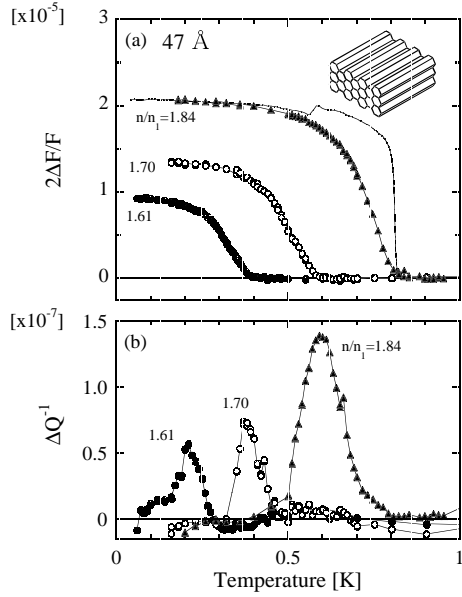 [x10⁻⁵]
3
(a) 47 Å
2
n/n₁=1.84
2ΔF/F
1.70
1
1.61
0
[x10⁻⁷]
1.5
(b)
n/n₁=1.84
1.0
ΔQ⁻¹
1.70
1.61
0.5
0
0 0.5 1
Temperature [K]